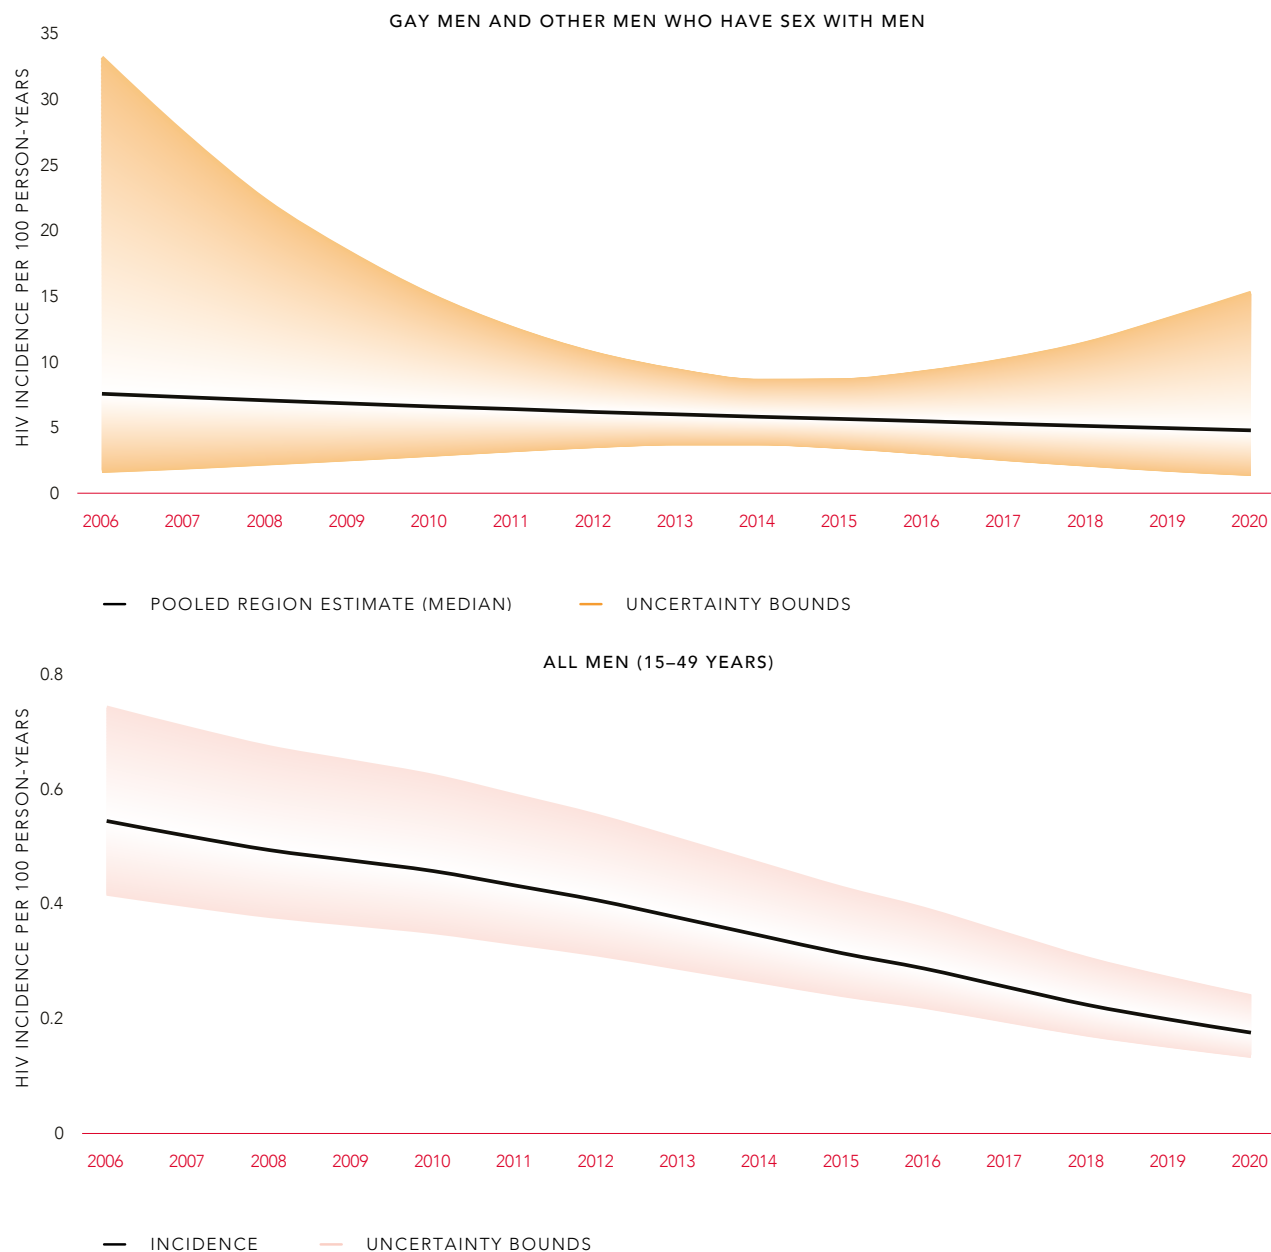 GAY MEN AND OTHER MEN WHO HAVE SEX WITH MEN
HIV INCIDENCE PER 100 PERSON-YEARS
35
30
25
20
15
10
5
0
2006 2007 2008 2009 2010 2011 2012 2013 2014 2015 2016 2017 2018 2019 2020
POOLED REGION ESTIMATE (MEDIAN) UNCERTAINTY BOUNDS
ALL MEN (15–49 YEARS)
HIV INCIDENCE PER 100 PERSON-YEARS
0.8
0.6
0.4
0.2
0
2006 2007 2008 2009 2010 2011 2012 2013 2014 2015 2016 2017 2018 2019 2020
INCIDENCE UNCERTAINTY BOUNDS